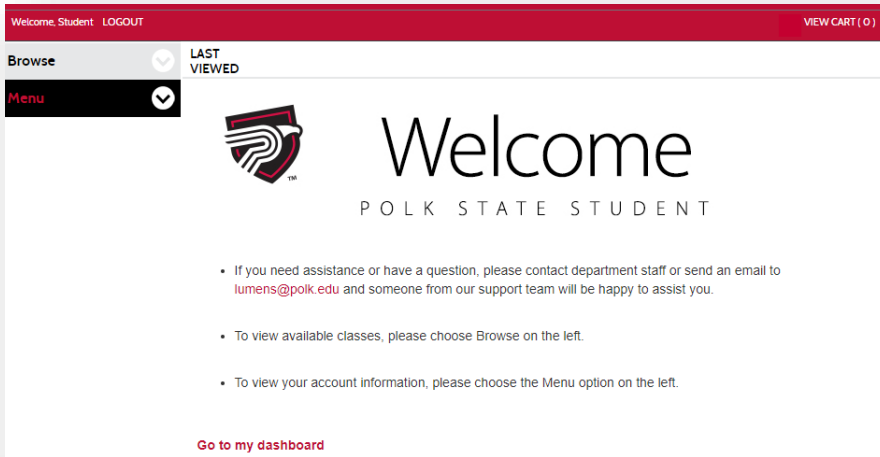 Welcome, Student LOGOUT
VIEW CART ( 0 )
Browse
Menu
LAST
VIEWED
TM
Welcome
POLK STATE STUDENT
• If you need assistance or have a question, please contact department staff or send an email to
lumens@polk.edu and someone from our support team will be happy to assist you.
• To view available classes, please choose Browse on the left.
• To view your account information, please choose the Menu option on the left.
Go to my dashboard